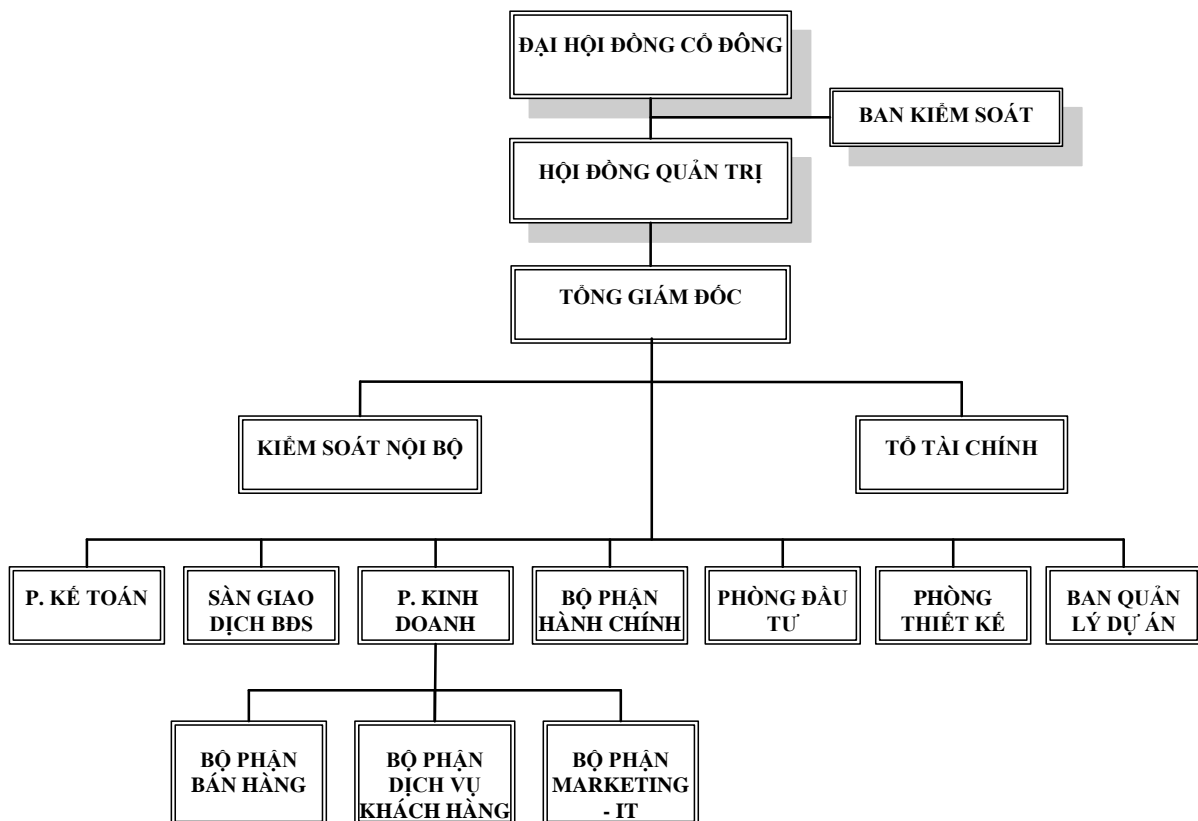 ĐẠI HỘI ĐỒNG CỔ ĐÔNG
BAN KIỂM SOÁT
HỘI ĐỒNG QUẢN TRỊ
TỔNG GIÁM ĐỐC
KIỂM SOÁT NỘI BỘ
TỔ TÀI CHÍNH
P. KẾ TOÁN
SÀN GIAO
DỊCH BĐS
P. KINH
DOANH
BỘ PHẬN
HÀNH CHÍNH
PHÒNG ĐẦU
TƯ
PHÒNG
THIẾT KẾ
BAN QUẢN
LÝ DỰ ÁN
BỘ PHẬN
BÁN HÀNG
BỘ PHẬN
DỊCH VỤ
KHÁCH HÀNG
BỘ PHẬN
MARKETING
- IT